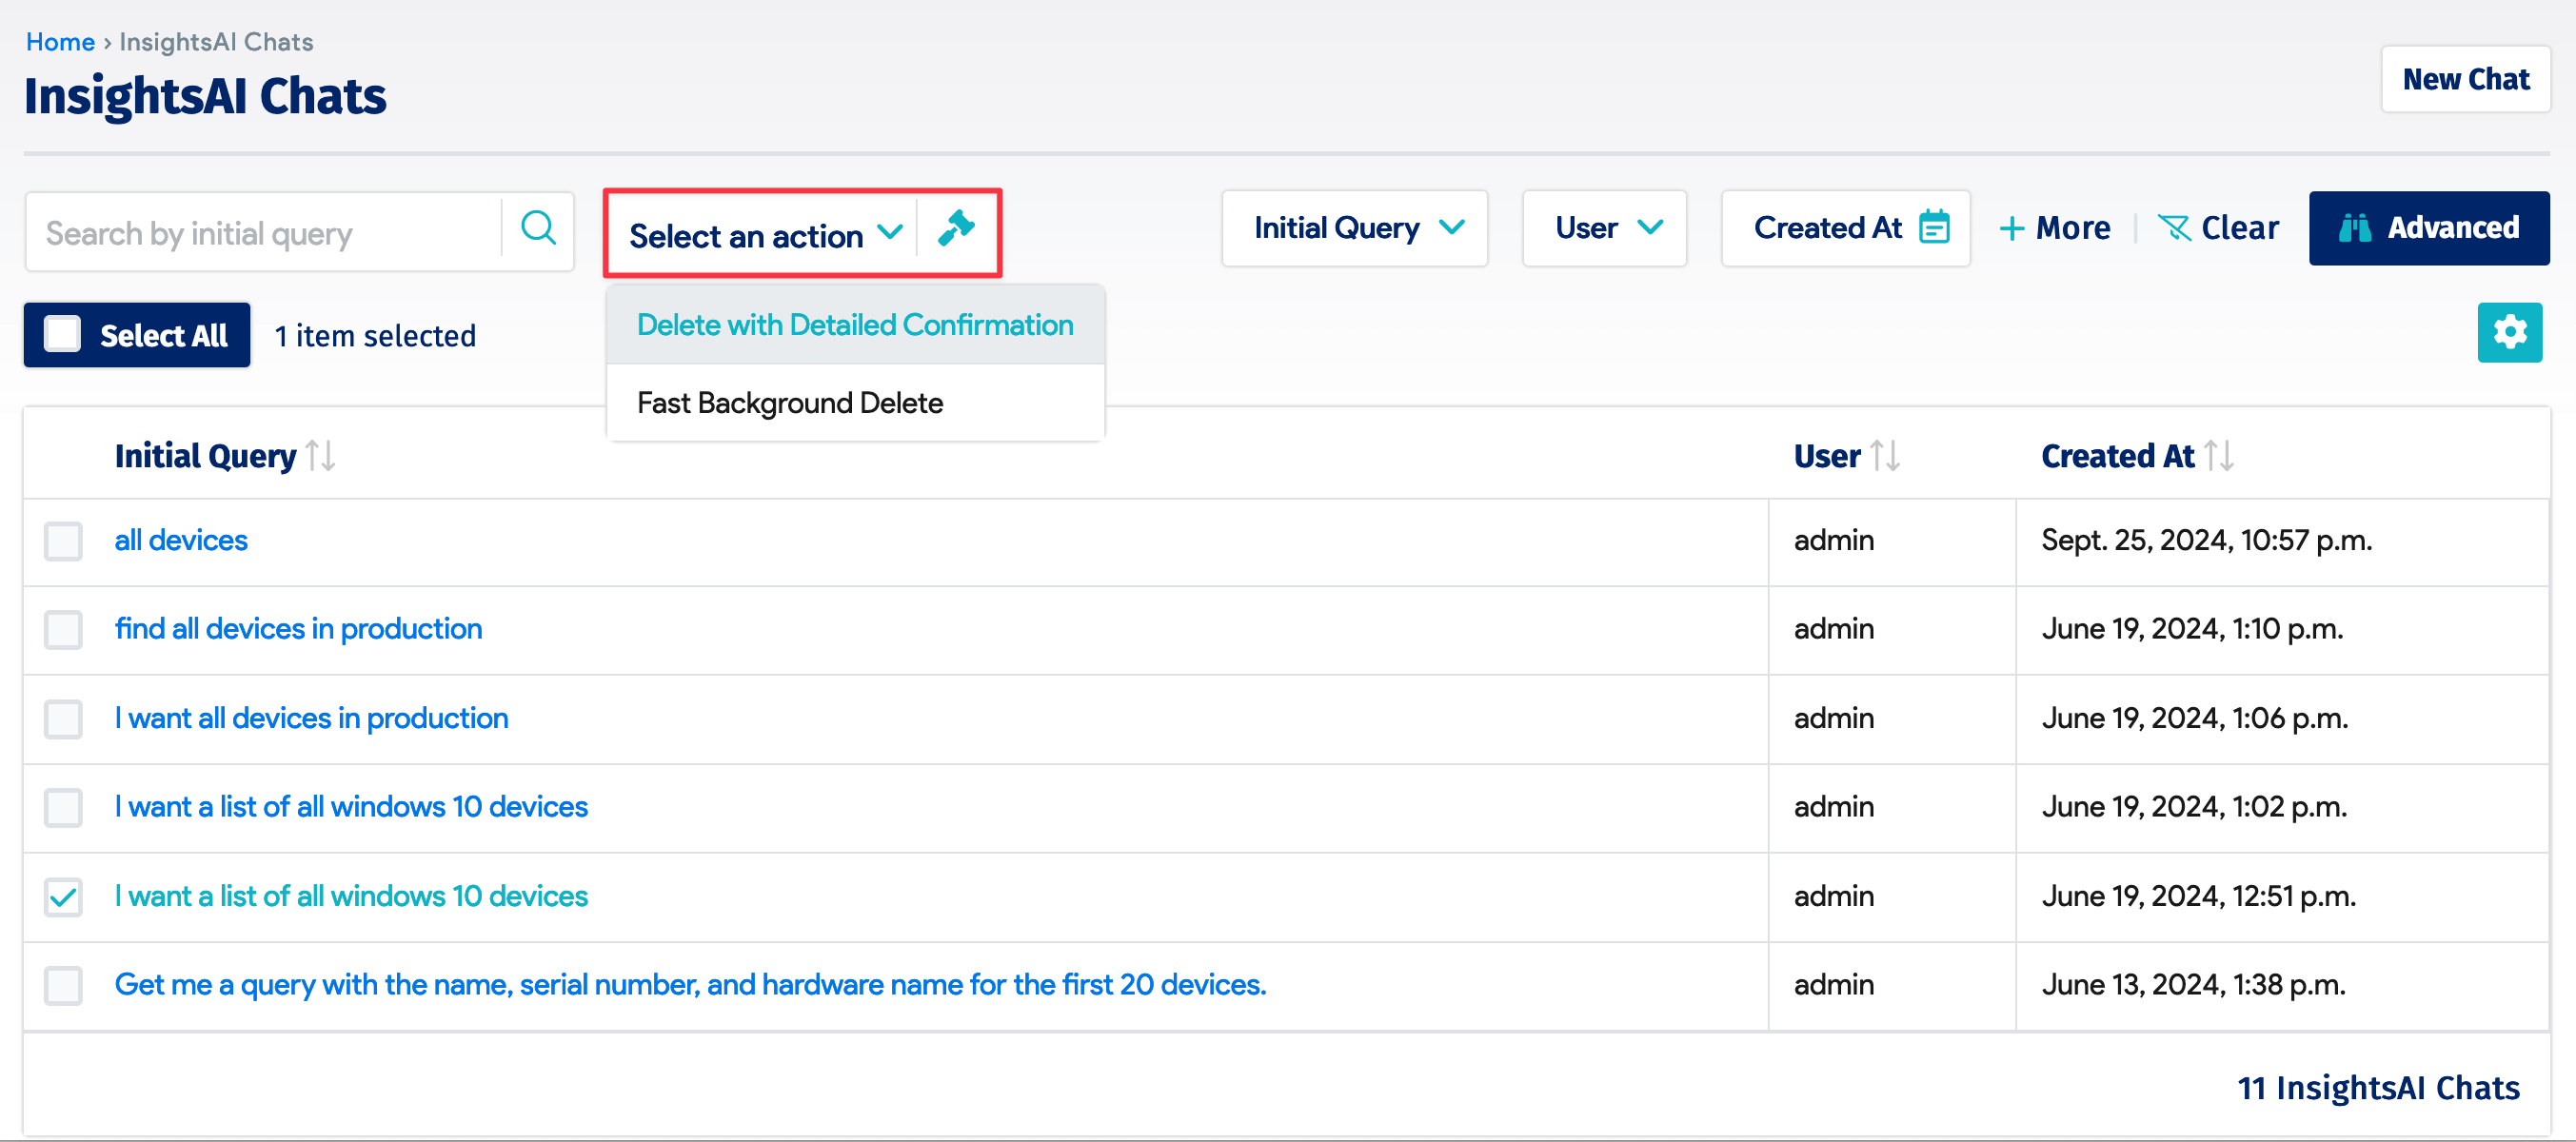 Home › InsightsAI Chats
InsightsAI Chats
New Chat
Search by initial query
Select an action
Initial Query
User
Created At
+ More
Clear
Advanced
Delete with Detailed Confirmation
Fast Background Delete
Select All
1 item selected
Initial Query User Created At
all devices admin Sept. 25, 2024, 10:57 p.m.
find all devices in production admin June 19, 2024, 1:10 p.m.
I want all devices in production admin June 19, 2024, 1:06 p.m.
I want a list of all windows 10 devices admin June 19, 2024, 1:02 p.m.
I want a list of all windows 10 devices admin June 19, 2024, 12:51 p.m.
Get me a query with the name, serial number, and hardware name for the first 20 devices. admin June 13, 2024, 1:38 p.m.
11 InsightsAI Chats